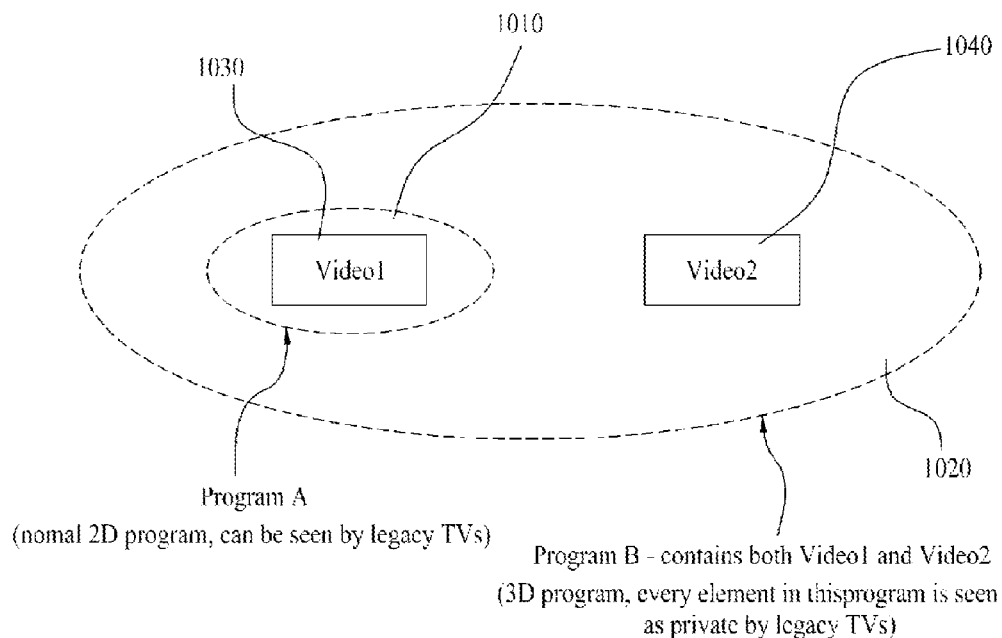 1010
1030
1040
Video1
Video2
1020
Program A
(nomal 2D program, can be seen by legacy TVs)
Program B - contains both Video1 and Video2
(3D program, every element in thisprogram is seen
as private by legacy TVs)